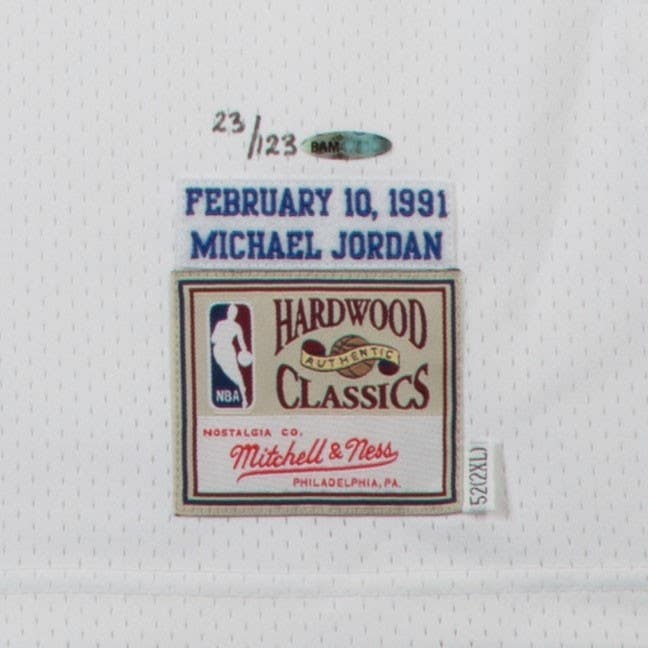 23/123
BAM
FEBRUARY 10, 1991
MICHAEL JORDAN
HARDWOOD
AUTHENTIC
CLASSICS
NBA
NOSTALGIA CO.
Mitchell & Ness
PHILADELPHIA, PA.
52(2XL)